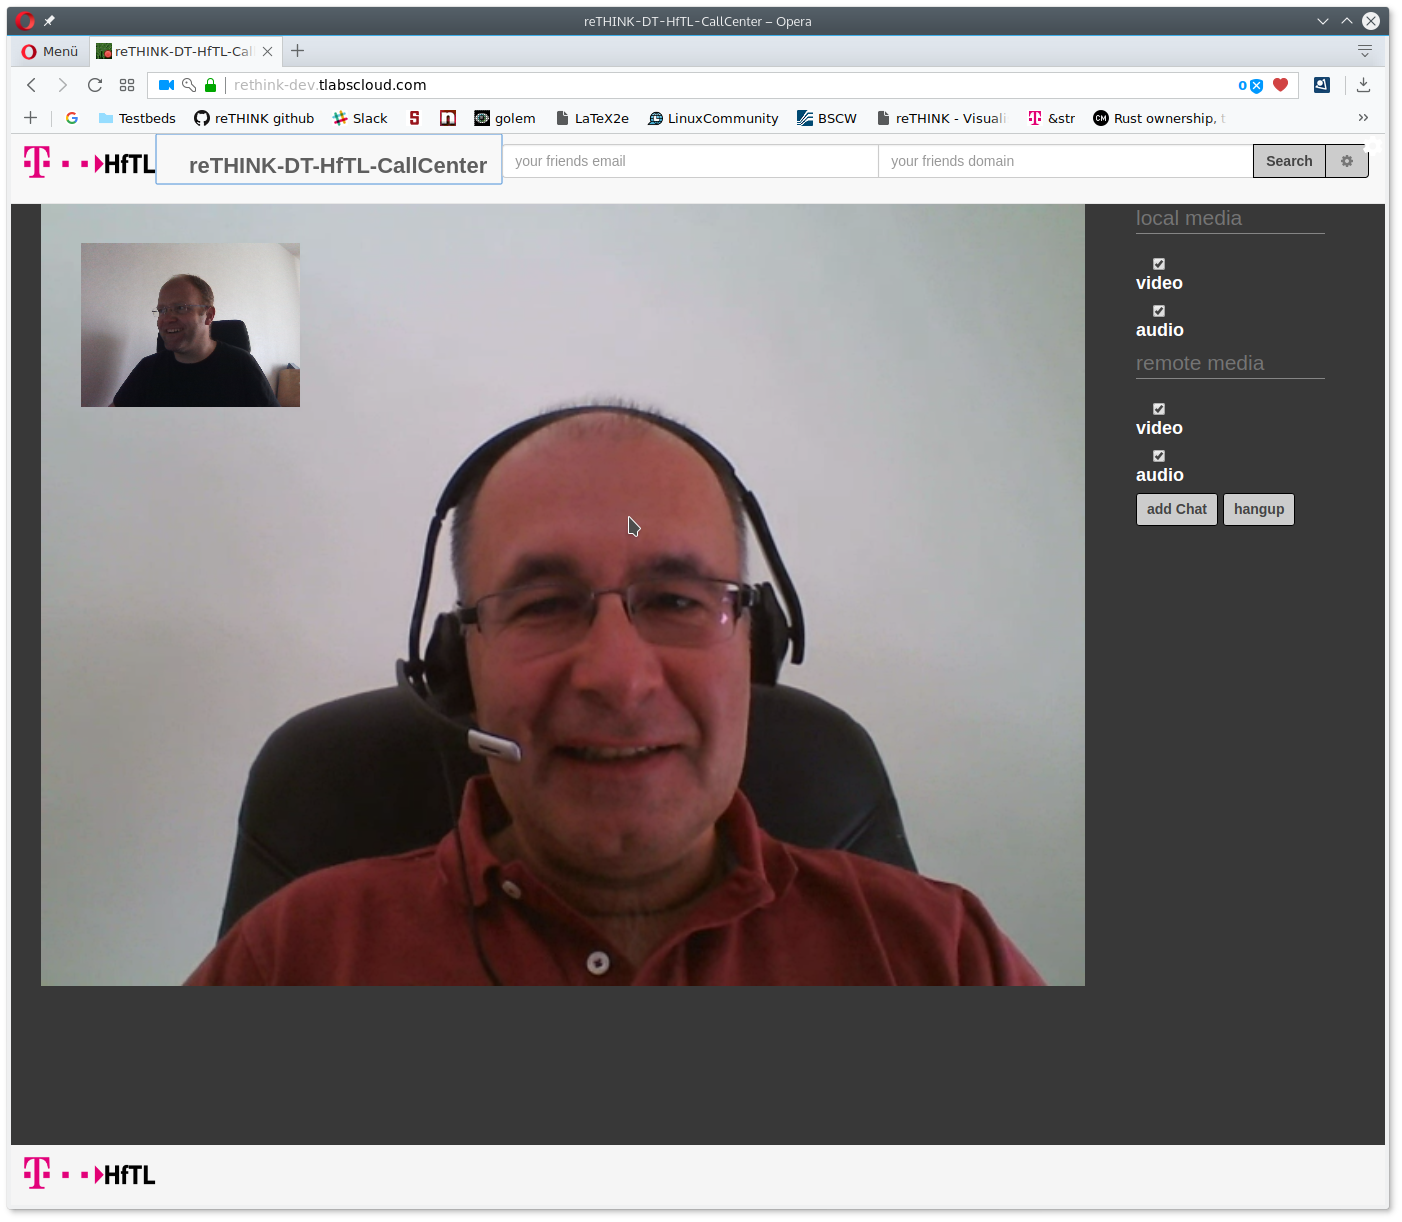 reTHINK-DT-HfTL-CallCenter – Opera
Menü reTHINK-DT-HfTL-Cal
rethink-dev.tlabscloud.com 0
Testbeds reTHINK github Slack golem LaTeX2e LinuxCommunity BSCW reTHINK - Visuali &str Rust ownership, t
T HfTL reTHINK-DT-HfTL-CallCenter your friends email your friends domain Search
local media
video
audio
remote media
video
audio
add Chat hangup
T HfTL